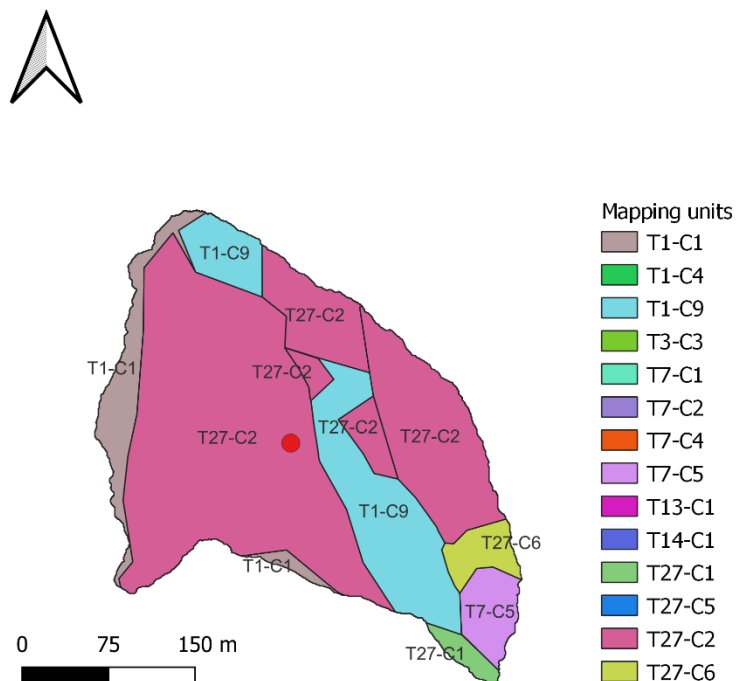 Mapping units
T1-C1
T1-C4
T1-C9
T3-C3
T7-C1
T7-C2
T7-C4
T7-C5
T13-C1
T14-C1
T27-C1
T27-C5
T27-C2
T27-C6
T1-C9
T27-C2
T1-C1
T27-C2
T27-C2
T27-C2
T27-C2
T1-C9
T27-C6
T1-C1
T7-C5
T27-C1
0 75 150 m